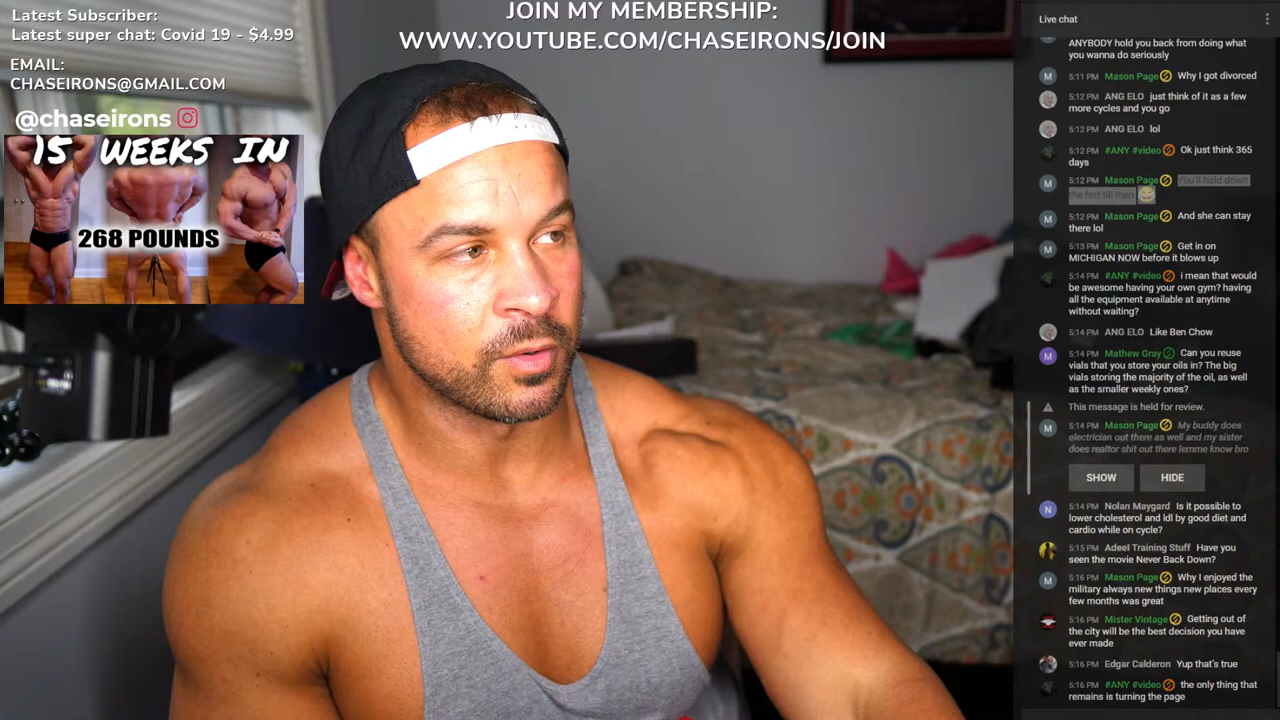 Latest Subscriber:
Latest super chat: Covid 19 - $4.99
EMAIL:
CHASEIRONS@GMAIL.COM
@chaseirons
15 WEEKS IN
268 POUNDS
JOIN MY MEMBERSHIP:
WWW.YOUTUBE.COM/CHASEIRONS/JOIN
Live chat
ANYBODY hold you back from doing what
you wanna do seriously
M 5:11 PM Mason Page Why I got divorced
5:12 PM ANG ELO just think of it as a few
more cycles and you go
5:12 PM ANG ELO lol
5:12 PM #ANY #video Ok just think 365
days
M 5:12 PM Mason Page You'll hold down
the fort till then
M 5:12 PM Mason Page And she can stay
there lol
M 5:13 PM Mason Page Get in on
MICHIGAN NOW before it blows up
5:14 PM #ANY #video i mean that would
be awesome having your own gym? having
all the equipment available at anytime
without waiting?
5:14 PM ANG ELO Like Ben Chow
M 5:14 PM Mathew Gray Can you reuse
vials that you store your oils in? The big
vials storing the majority of the oil, as well
as the smaller weekly ones?
This message is held for review.
M 5:14 PM Mason Page My buddy does
electrician out there as well and my sister
does realtor shit out there lemme know bro
SHOW HIDE
N 5:14 PM Nolan Maygard Is it possible to
lower cholesterol and ldl by good diet and
cardio while on cycle?
5:15 PM Adeel Training Stuff Have you
seen the movie Never Back Down?
M 5:16 PM Mason Page Why I enjoyed the
military always new things new places every
few months was great
5:16 PM Mister Vintage Getting out of
the city will be the best decision you have
ever made
5:16 PM Edgar Calderon Yup that's true
5:16 PM #ANY #video the only thing that
remains is turning the page